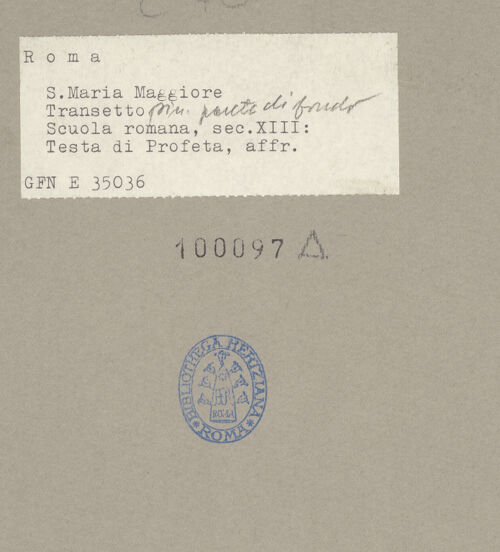 R o m a
S.Maria Maggiore
Transetto sin. parete di fondo
Scuola romana, sec.XIII:
Testa di Profeta, affr.
GFN E 35036
100097
BIBLIOTHECA HERTZIANA
ROMA
ROMA